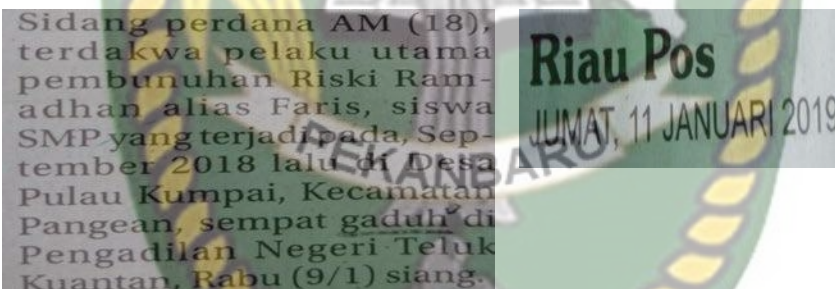 Sidang perdana AM (18),
terdakwa pelaku utama
pembunuhan Riski Ram-
adhan alias Faris, siswa
SMP yang terjadi pada, Sep-
tember 2018 lalu di Desa
Pulau Kumpai, Kecamatan
Pangean, sempat gaduh di
Pengadilan Negeri Teluk
Kuantan, Rabu (9/1) siang.
Riau Pos
JUMAT, 11 JANUARI 2019
PEKANBARU